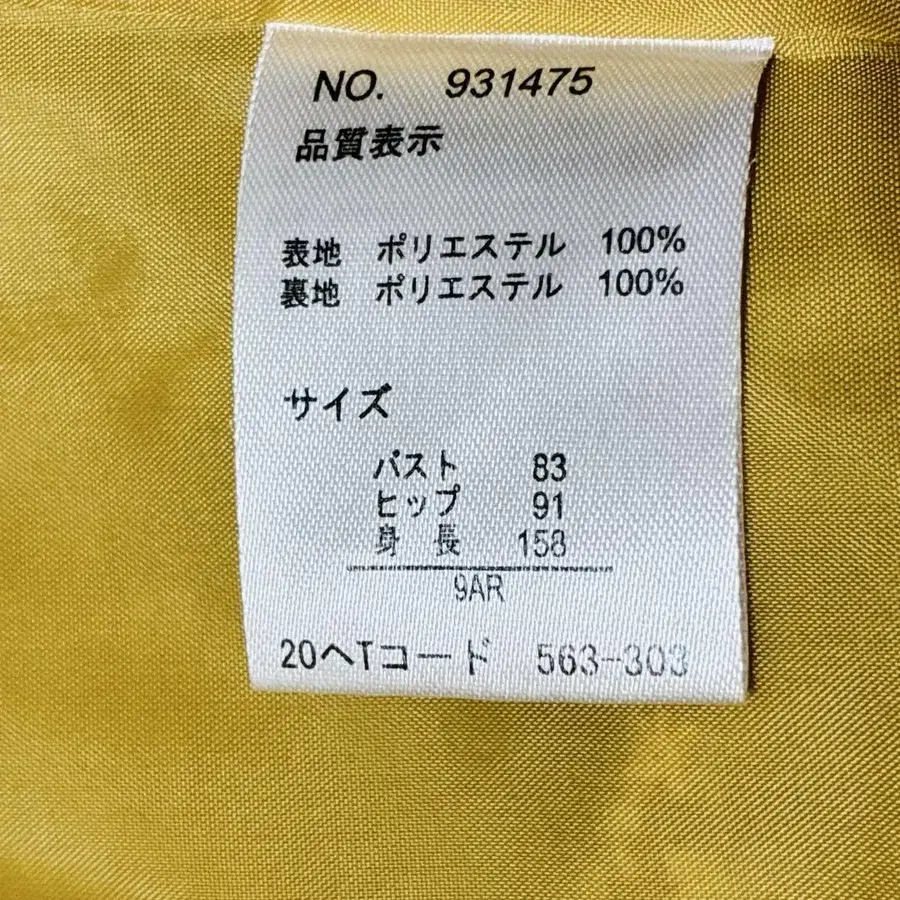 NO. 931475
品質表示
表地 ポリエステル 100%
裏地 ポリエステル 100%
サイズ
バスト 83
ヒップ 91
身長 158
9AR
20ヘTコード 563-303